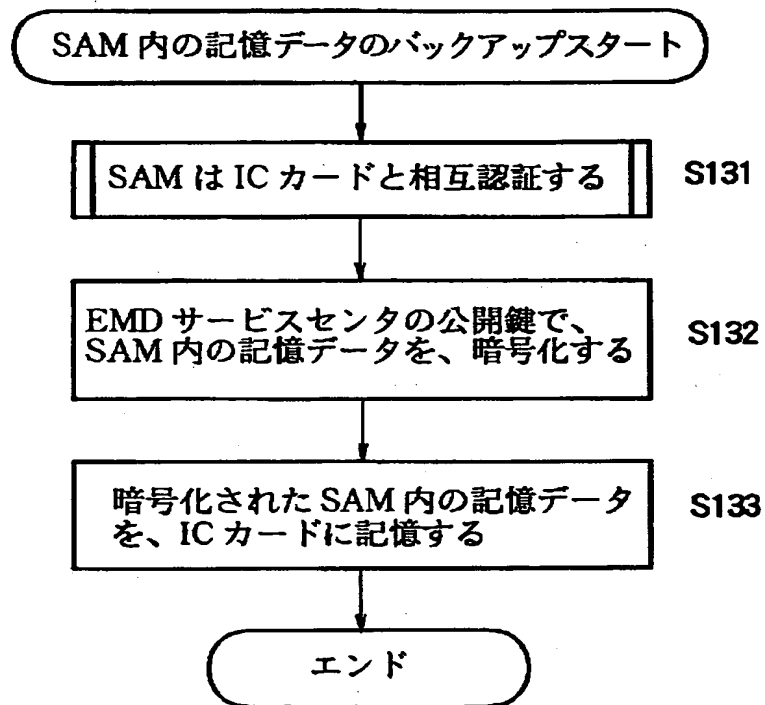 SAM 内の記憶データのバックアップスタート
SAM は IC カードと相互認証する
S131
EMD サービスセンタの公開鍵で、
SAM 内の記憶データを、暗号化する
S132
暗号化された SAM 内の記憶データ
を、IC カードに記憶する
S133
エンド